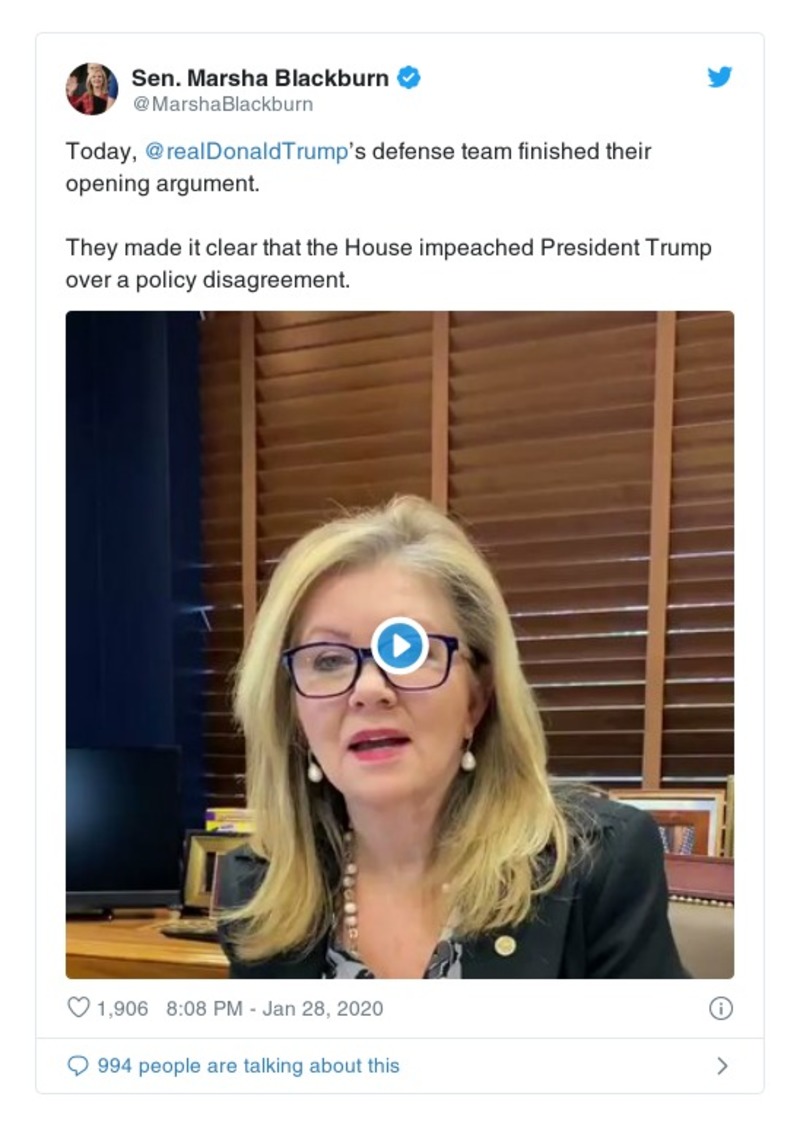 Sen. Marsha Blackburn
@MarshaBlackburn
Today, @realDonaldTrump's defense team finished their
opening argument.
They made it clear that the House impeached President Trump
over a policy disagreement.
1,906 8:08 PM - Jan 28, 2020
994 people are talking about this